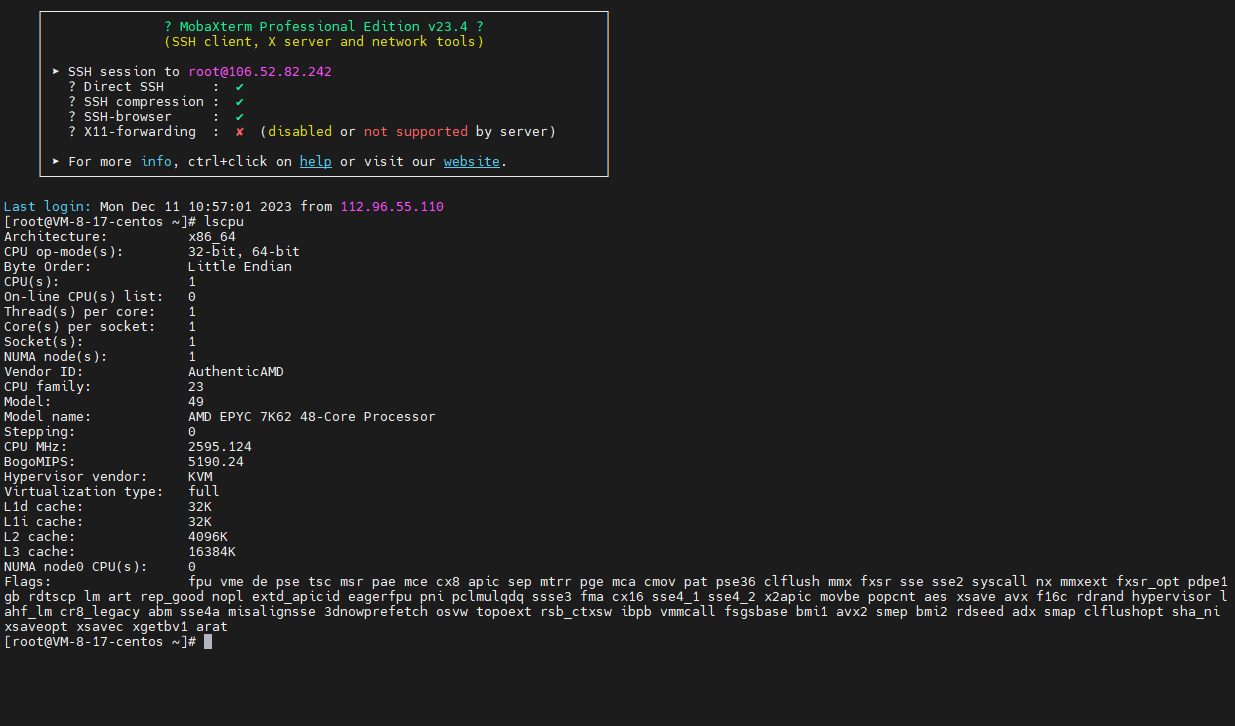 ? MobaXterm Professional Edition v23.4 ?
(SSH client, X server and network tools)
➤ SSH session to root@106.52.82.242
? Direct SSH      :  ✔
? SSH compression :  ✔
? SSH-browser     :  ✔
? X11-forwarding  :  ✘  (disabled or not supported by server)
➤ For more info, ctrl+click on help or visit our website.
Last login: Mon Dec 11 10:57:01 2023 from 112.96.55.110
[root@VM-8-17-centos ~]# lscpu
Architecture:          x86_64
CPU op-mode(s):        32-bit, 64-bit
Byte Order:            Little Endian
CPU(s):                1
On-line CPU(s) list:   0
Thread(s) per core:    1
Core(s) per socket:    1
Socket(s):             1
NUMA node(s):          1
Vendor ID:             AuthenticAMD
CPU family:            23
Model:                 49
Model name:            AMD EPYC 7K62 48-Core Processor
Stepping:              0
CPU MHz:               2595.124
BogoMIPS:              5190.24
Hypervisor vendor:     KVM
Virtualization type:   full
L1d cache:             32K
L1i cache:             32K
L2 cache:              4096K
L3 cache:              16384K
NUMA node0 CPU(s):     0
Flags:                 fpu vme de pse tsc msr pae mce cx8 apic sep mtrr pge mca cmov pat pse36 clflush mmx fxsr sse sse2 syscall nx mmxext fxsr_opt pdpe1
gb rdtscp lm art rep_good nopl extd_apicid eagerfpu pni pclmulqdq ssse3 fma cx16 sse4_1 sse4_2 x2apic movbe popcnt aes xsave avx f16c rdrand hypervisor l
ahf_lm cr8_legacy abm sse4a misalignsse 3dnowprefetch osvw topoext rsb_ctxsw ibpb vmmcall fsgsbase bmi1 avx2 smep bmi2 rdseed adx smap clflushopt sha_ni
xsaveopt xsavec xgetbv1 arat
[root@VM-8-17-centos ~]#